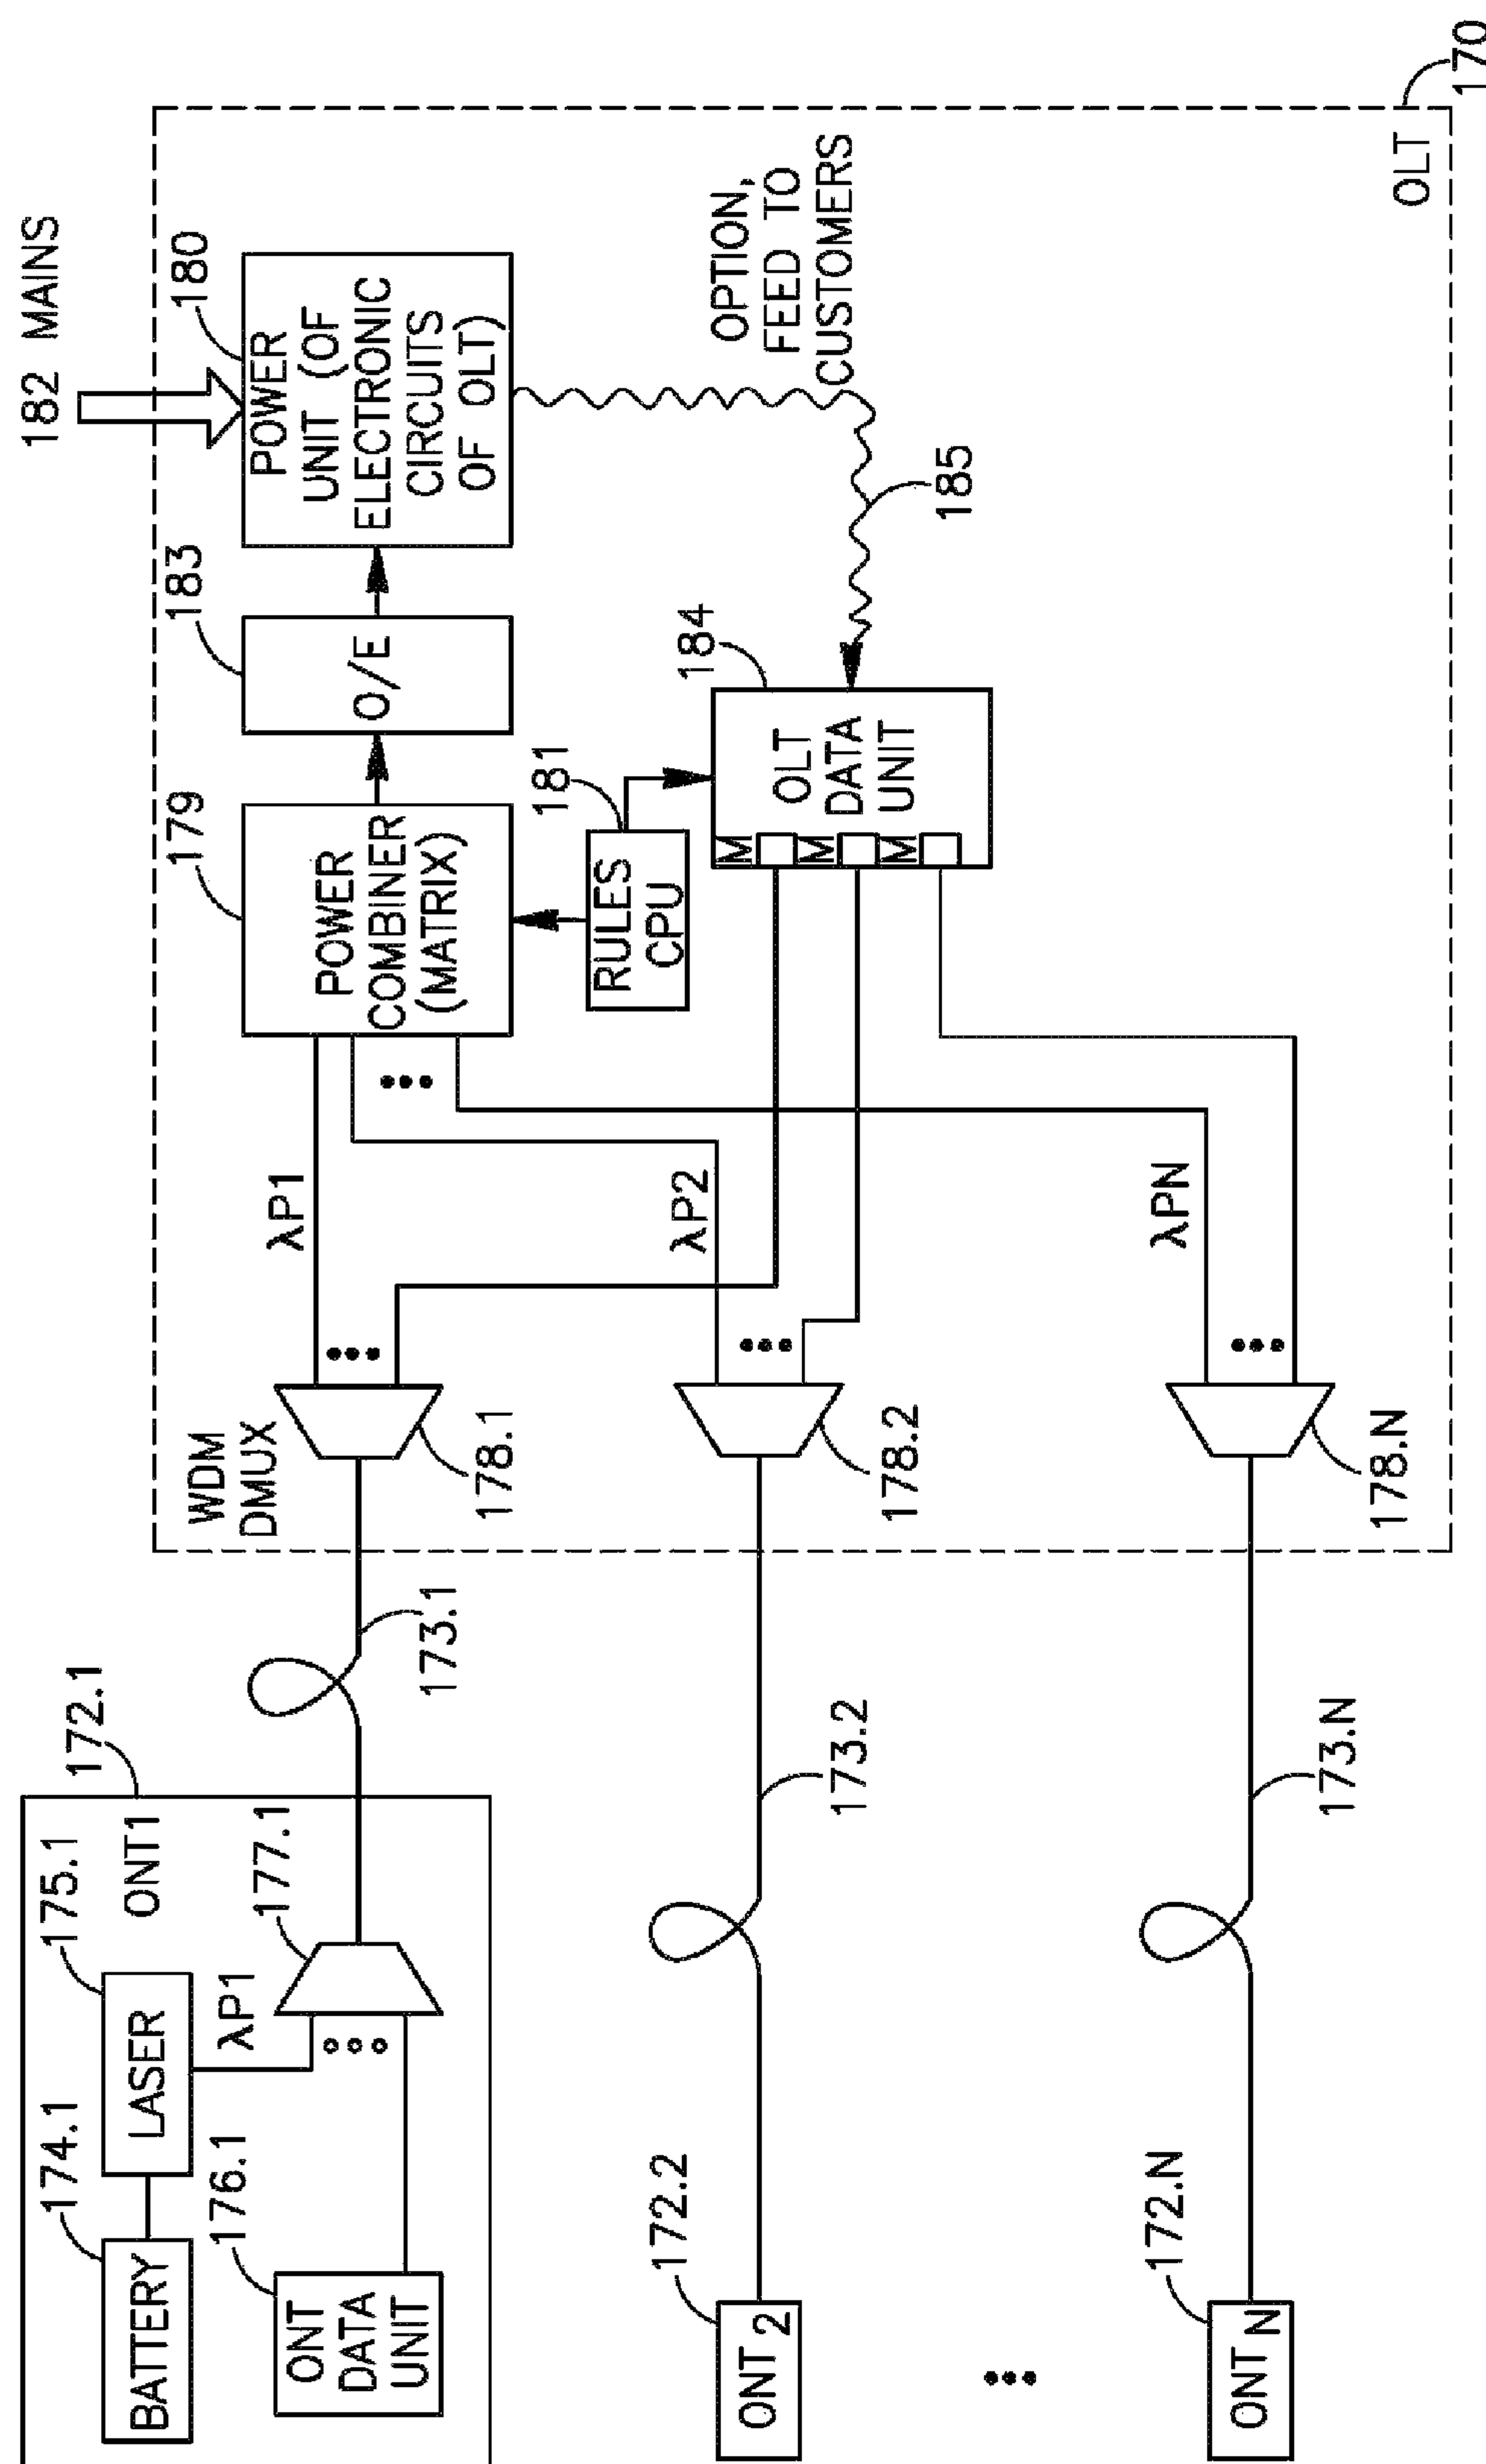 182 MAINS
172.1
174.1
175.1
BATTERY
LASER
ONT1
λP1
176.1
177.1
ONT
DATA
UNIT
173.1
WDM
DMUX
178.1
λP1
179
POWER
COMBINER
(MATRIX)
183
O/E
180
POWER
UNIT (OF
ELECTRONIC
CIRCUITS
OF OLT)
181
RULES
CPU
184
OLT
DATA
UNIT
M
M
M
185
OPTION,
FEED TO
CUSTOMERS
172.2
ONT2
173.2
178.2
λP2
172.N
ONT N
173.N
178.N
λPN
OLT
170